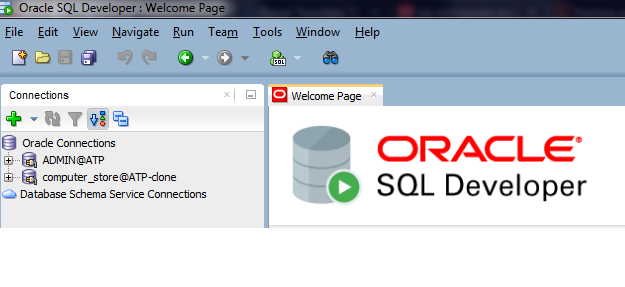 Oracle SQL Developer : Welcome Page
File Edit View Navigate Run Team Tools Window Help
SQL
Connections
Welcome Page
Oracle Connections
ADMIN@ATP
computer_store@ATP-clone
Database Schema Service Connections
ORACLE®
SQL Developer